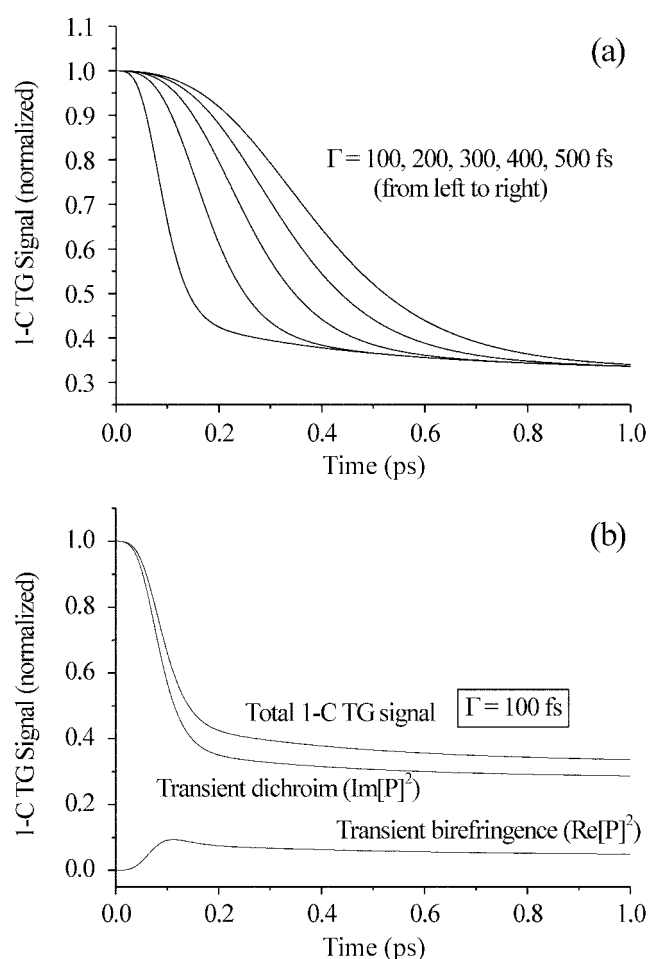 (a)
1.1
1.0
0.9
0.8
0.7
0.6
0.5
0.4
0.3
1-C TG Signal (normalized)
Γ = 100, 200, 300, 400, 500 fs
(from left to right)
0.0 0.2 0.4 0.6 0.8 1.0
Time (ps)
(b)
1.0
0.8
0.6
0.4
0.2
0.0
1-C TG Signal (normalized)
Total 1-C TG signal
Γ = 100 fs
Transient dichroim (Im[P]²)
Transient birefringence (Re[P]²)
0.0 0.2 0.4 0.6 0.8 1.0
Time (ps)